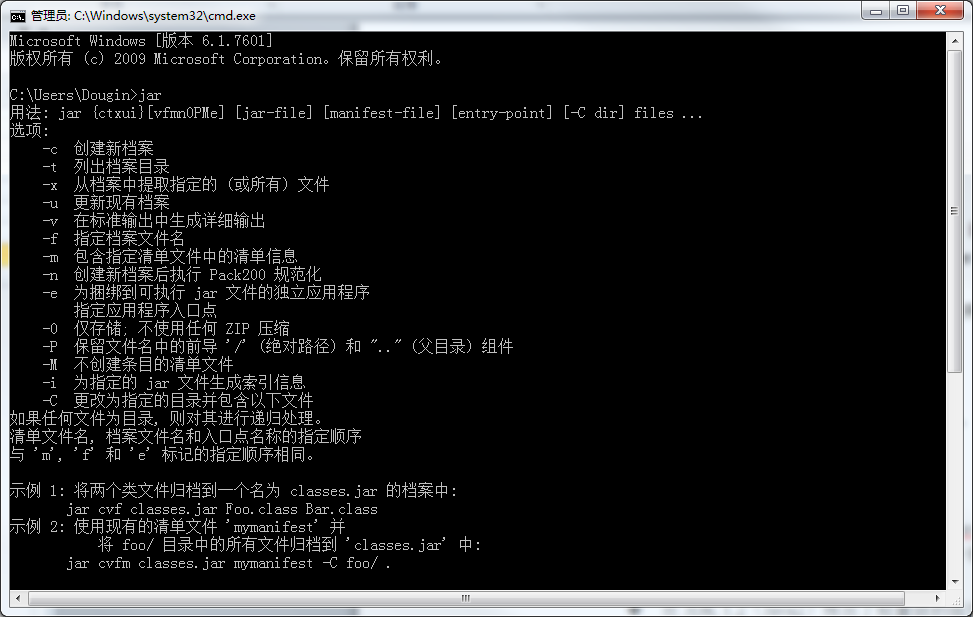 管理员: C:\Windows\system32\cmd.exe
Microsoft Windows [版本 6.1.7601]
版权所有 (c) 2009 Microsoft Corporation。保留所有权利。
C:\Users\Dougin>jar
用法: jar {ctxui}[vfmn0PMe] [jar-file] [manifest-file] [entry-point] [-C dir] files ...
选项:
-c 创建新档案
-t 列出档案目录
-x 从档案中提取指定的 (或所有) 文件
-u 更新现有档案
-v 在标准输出中生成详细输出
-f 指定档案文件名
-m 包含指定清单文件中的清单信息
-n 创建新档案后执行 Pack200 规范化
-e 为捆绑到可执行 jar 文件的独立应用程序
指定应用程序入口点
-0 仅存储; 不使用任何 ZIP 压缩
-P 保留文件名中的前导 '/' (绝对路径) 和 ".." (父目录) 组件
-M 不创建条目的清单文件
-i 为指定的 jar 文件生成索引信息
-C 更改为指定的目录并包含以下文件
如果任何文件为目录, 则对其进行递归处理。
清单文件名, 档案文件名和入口点名称的指定顺序
与 'm', 'f' 和 'e' 标记的指定顺序相同。
示例 1: 将两个类文件归档到一个名为 classes.jar 的档案中:
jar cvf classes.jar Foo.class Bar.class
示例 2: 使用现有的清单文件 'mymanifest' 并
将 foo/ 目录中的所有文件归档到 'classes.jar' 中:
jar cvfm classes.jar mymanifest -C foo/ .